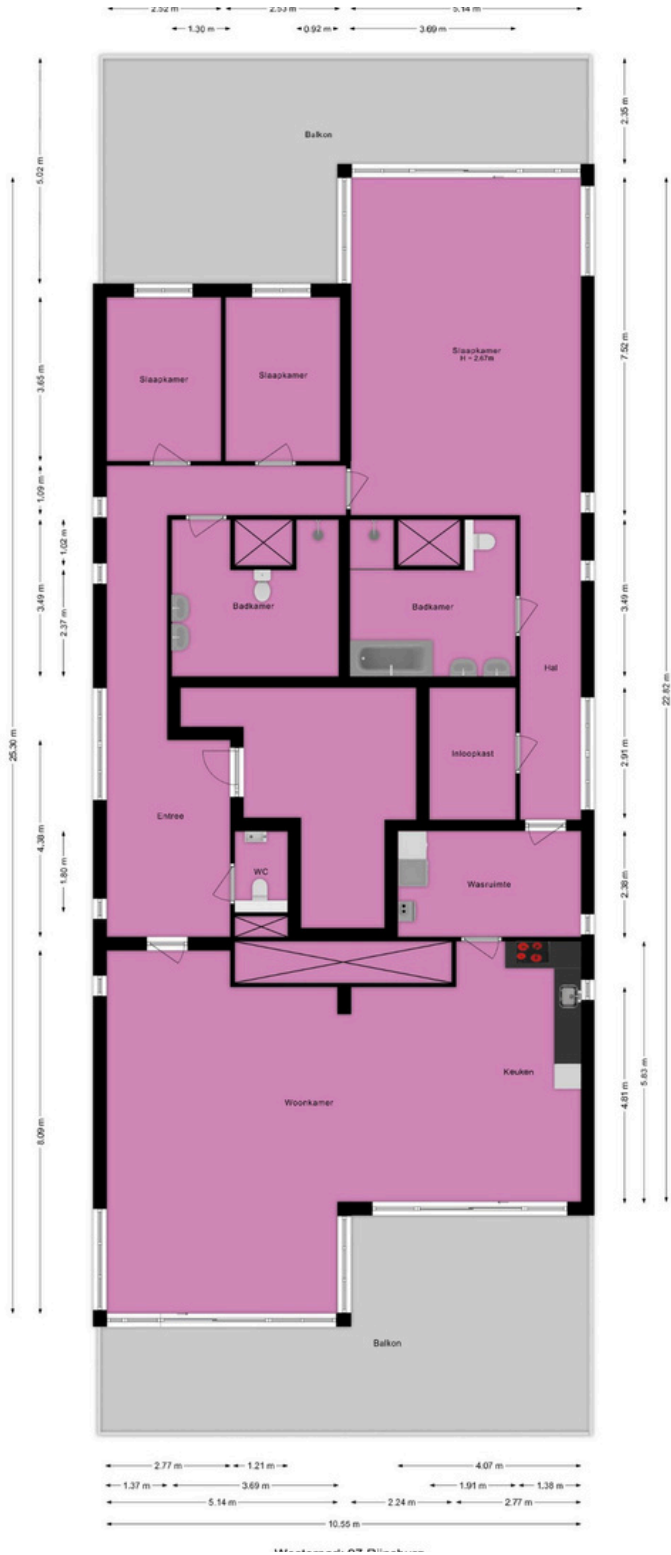 2.52 m 2.53 m 5.14 m
1.30 m 0.92 m 3.69 m
Balkon
2.35 m
5.02 m
Slaapkamer
H = 2.67m
7.52 m
Slaapkamer
Slaapkamer
3.65 m
1.09 m
1.02 m
3.49 m
2.37 m
Badkamer
Badkamer
3.49 m
Hal
25.30 m
22.82 m
Inloopkast
2.91 m
Entree
4.38 m
1.80 m
WC
Wasruimte
2.38 m
Keuken
4.81 m
5.83 m
Woonkamer
8.09 m
Balkon
2.77 m 1.21 m 4.07 m
1.37 m 3.69 m 1.91 m 1.38 m
5.14 m 2.24 m 2.77 m
10.55 m